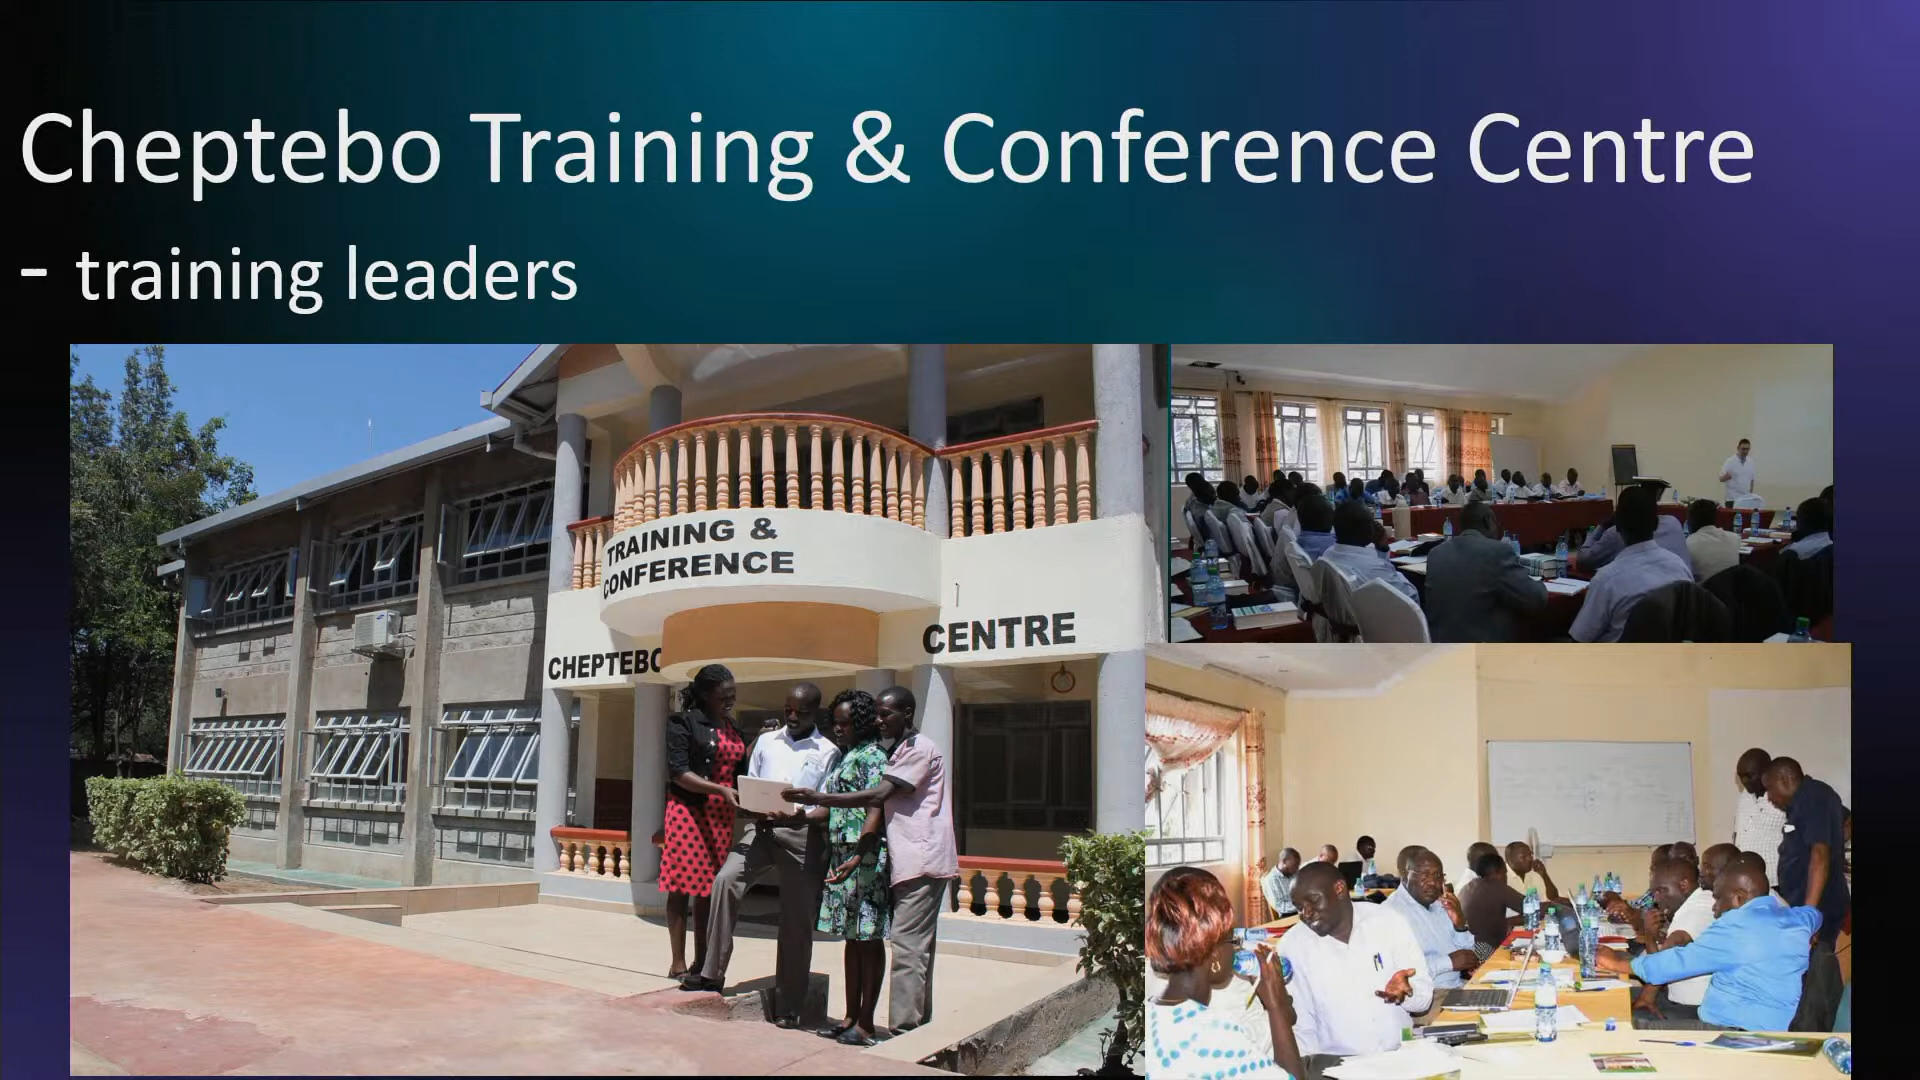 Cheptebo Training & Conference Centre
- training leaders
TRAINING &
CONFERENCE
CHEPTEBO
CENTRE